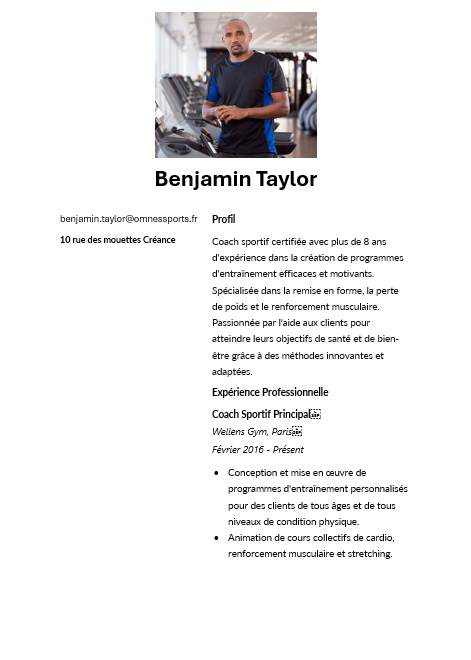 Benjamin Taylor
benjamin.taylor@omnessports.fr
10 rue des mouettes Créance
Profil
Coach sportif certifiée avec plus de 8 ans
d'expérience dans la création de programmes
d'entraînement efficaces et motivants.
Spécialisée dans la remise en forme, la perte
de poids et le renforcement musculaire.
Passionnée par l'aide aux clients pour
atteindre leurs objectifs de santé et de bien-
être grâce à des méthodes innovantes et
adaptées.
Expérience Professionnelle
Coach Sportif Principal
Wellens Gym, Paris
Février 2016 - Présent
• Conception et mise en œuvre de
programmes d'entraînement personnalisés
pour des clients de tous âges et de tous
niveaux de condition physique.
• Animation de cours collectifs de cardio,
renforcement musculaire et stretching.